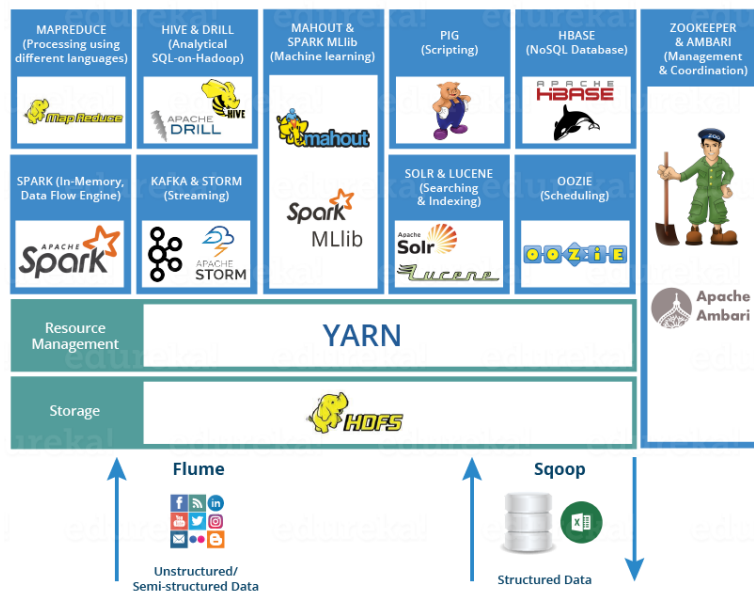 MAPREDUCE
(Processing using
different languages)
Map Reduce
HIVE & DRILL
(Analytical
SQL-on-Hadoop)
HIVE
APACHE
DRILL
MAHOUT &
SPARK MLlib
(Machine learning)
mahout
Spark
MLlib
PIG
(Scripting)
HBASE
(NoSQL Database)
APACHE
HBASE
ZOOKEEPER
& AMBARI
(Management
& Coordination)
Apache
Ambari
SPARK (In-Memory,
Data Flow Engine)
APACHE
Spark
KAFKA & STORM
(Streaming)
APACHE
STORM
SOLR & LUCENE
(Searching
& Indexing)
Apache
Solr
Lucene
OOZIE
(Scheduling)
OOZiE
Resource
Management
YARN
Storage
HDFS
Flume
Unstructured/
Semi-structured Data
Sqoop
Structured Data
edureka!